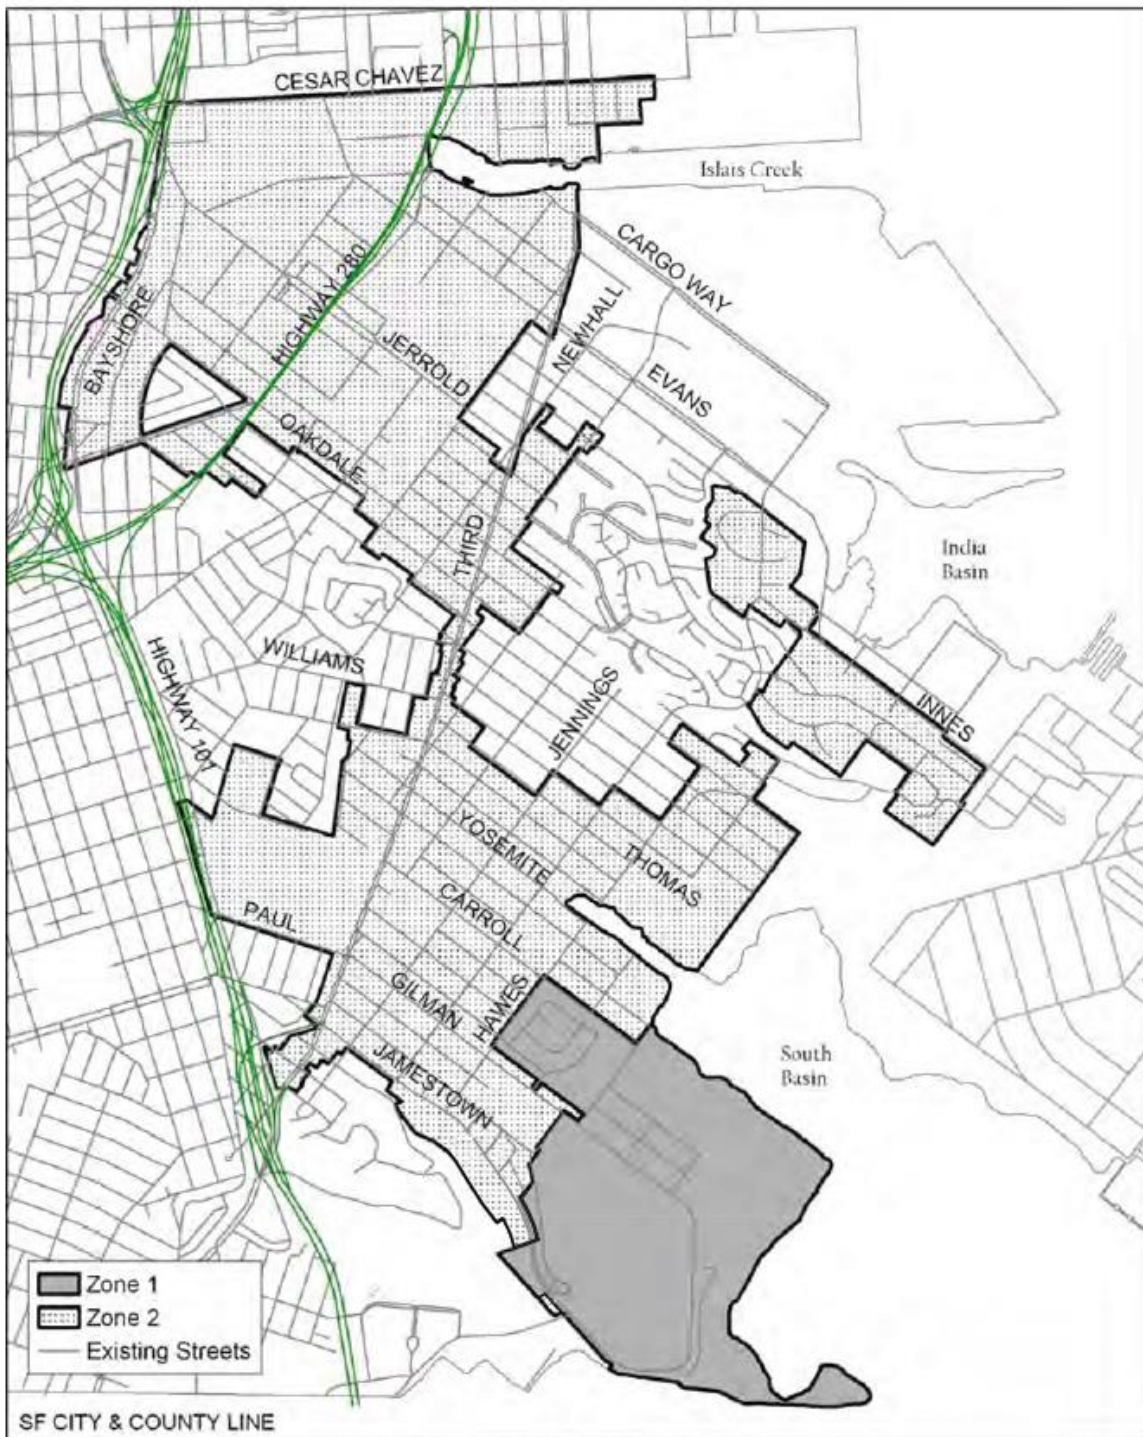 CESAR CHAVEZ
Islais Creek
CARGO WAY
BAYSHORE
HIGHWAY 280
NEWHALL
JERROLD
EVANS
OAKDALE
THIRD
India
Basin
WILLIAMS
HIGHWAY 101
JENNINGS
INNES
YOSEMITE
THOMAS
CARROLL
PAUL
GILMAN
HAWES
JAMESTOWN
South
Basin
Zone 1
Zone 2
Existing Streets
SF CITY & COUNTY LINE